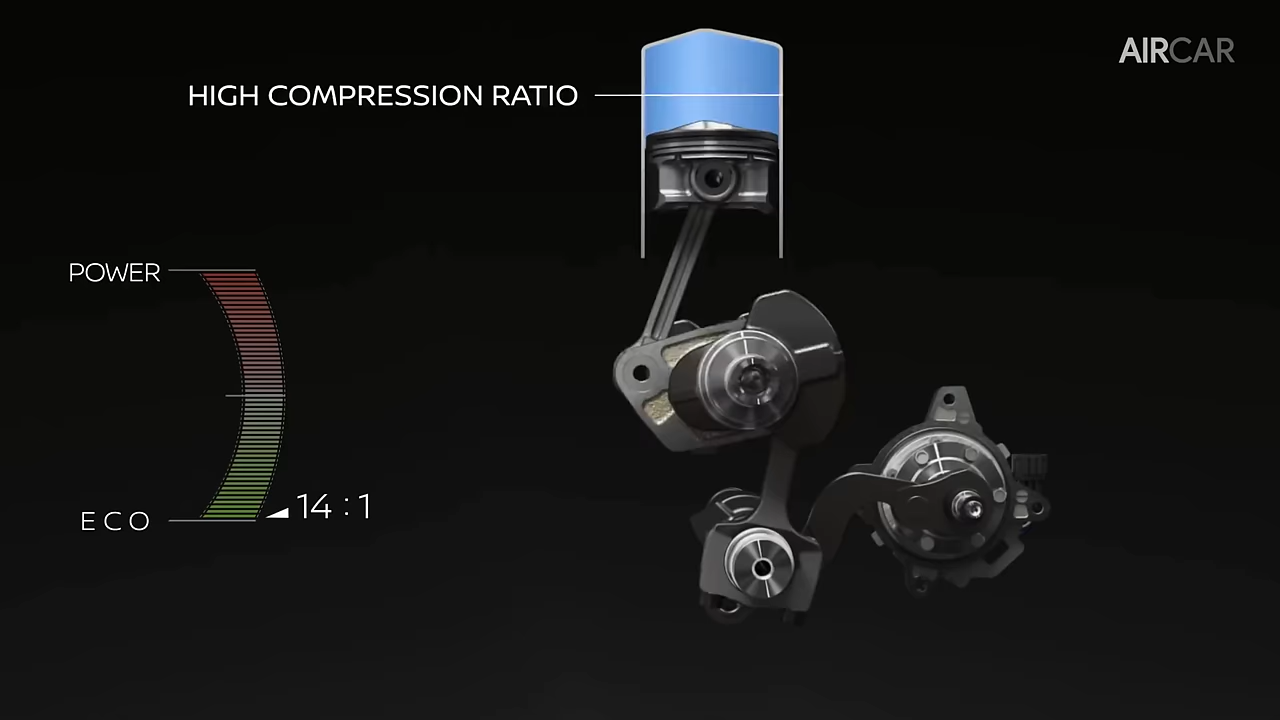 AIRCAR
HIGH COMPRESSION RATIO
POWER
14 : 1
ECO